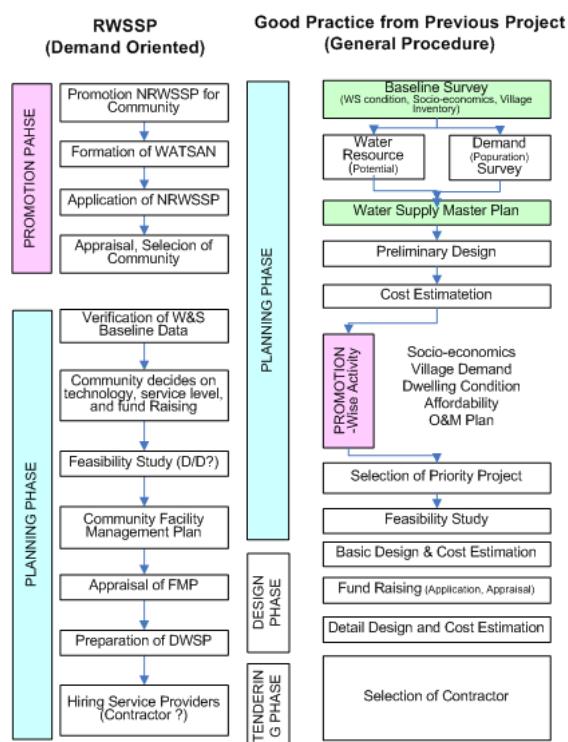 RWSSP
(Demand Oriented)
PROMOTION PAHSE
Promotion NRWSSP for
Community
Formation of WATSAN
Application of NRWSSP
Appraisal, Selecion of
Community
PLANNING PHASE
Verification of W&S
Baseline Data
Community decides on
technology, service level,
and fund Raising
Feasibility Study (D/D?)
Community Facility
Management Plan
Appraisal of FMP
Preparation of DWSP
Hiring Service Providers
(Contractor ?)
Good Practice from Previous Project
(General Procedure)
PLANNING PHASE
Baseline Survey
(WS condition, Socio-economics, Village
Inventory)
Water
Resource
(Potential)
Demand
(Popuration)
Survey
Water Supply Master Plan
Preliminary Design
Cost Estimatetion
PROMOTION
-Wise Activity
Socio-economics
Village Demand
Dwelling Condition
Affordability
O&M Plan
Selection of Priority Project
Feasibility Study
DESIGN
PHASE
Basic Design & Cost Estimation
Fund Raising (Application, Appraisal)
Detail Design and Cost Estimation
TENDERIN
G PHASE
Selection of Contractor